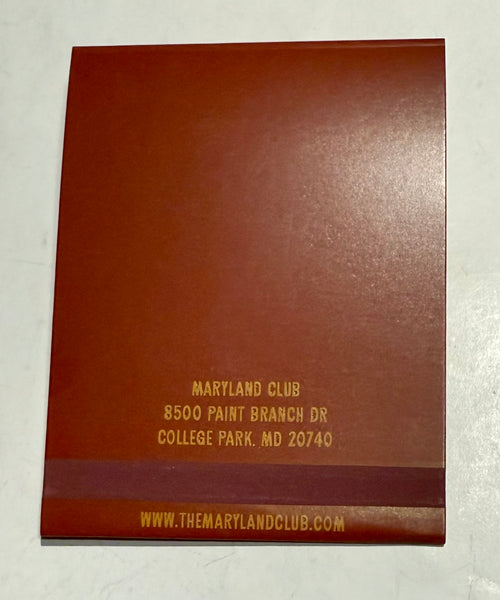 MARYLAND CLUB
8500 PAINT BRANCH DR
COLLEGE PARK, MD 20740
WWW.THEMARYLANDCLUB.COM